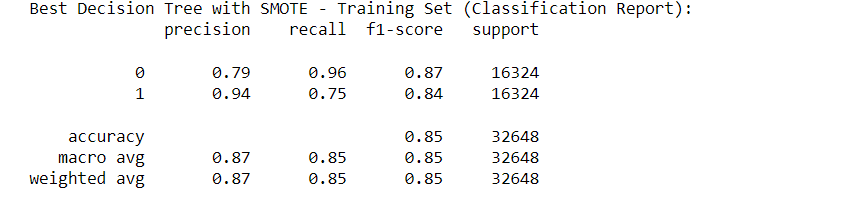 Best Decision Tree with SMOTE - Training Set (Classification Report):
precision recall f1-score support
0 0.79 0.96 0.87 16324
1 0.94 0.75 0.84 16324
accuracy 0.85 32648
macro avg 0.87 0.85 0.85 32648
weighted avg 0.87 0.85 0.85 32648